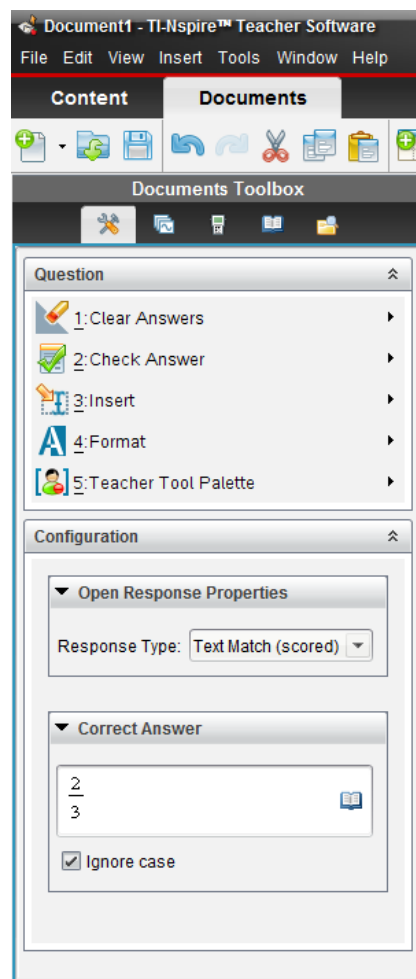 Document1 - TI-Nspire™ Teacher Software
File Edit View Insert Tools Window Help
Content Documents
Documents Toolbox
Question
1:Clear Answers
2:Check Answer
3:Insert
4:Format
5:Teacher Tool Palette
Configuration
Open Response Properties
Response Type: Text Match (scored)
Correct Answer
2
3
Ignore case